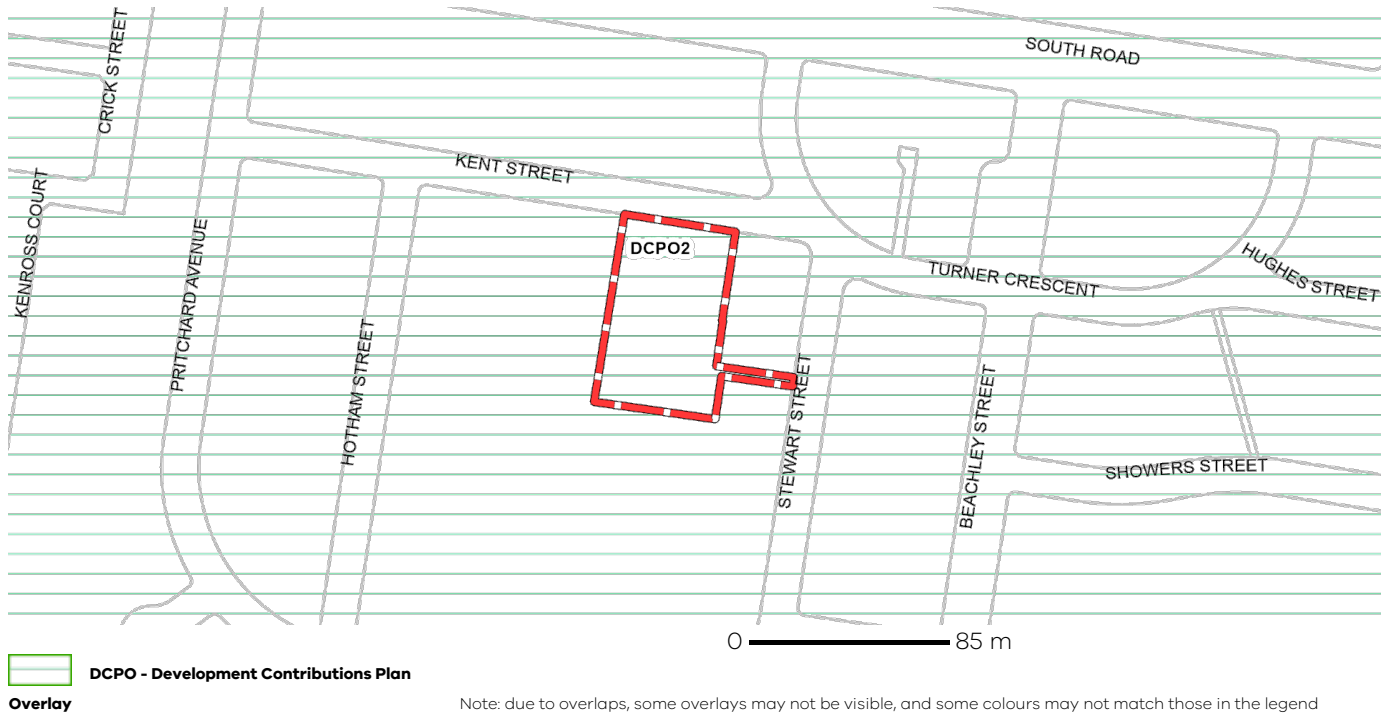 CRICK STREET
SOUTH ROAD
KENT STREET
KENROSS COURT
PRITCHARD AVENUE
DCPO2
HOTHAM STREET
TURNER CRESCENT
HUGHES STREET
STEWART STREET
BEACHLEY STREET
SHOWERS STREET
0 85 m
DCPO - Development Contributions Plan
Overlay
Note: due to overlaps, some overlays may not be visible, and some colours may not match those in the legend